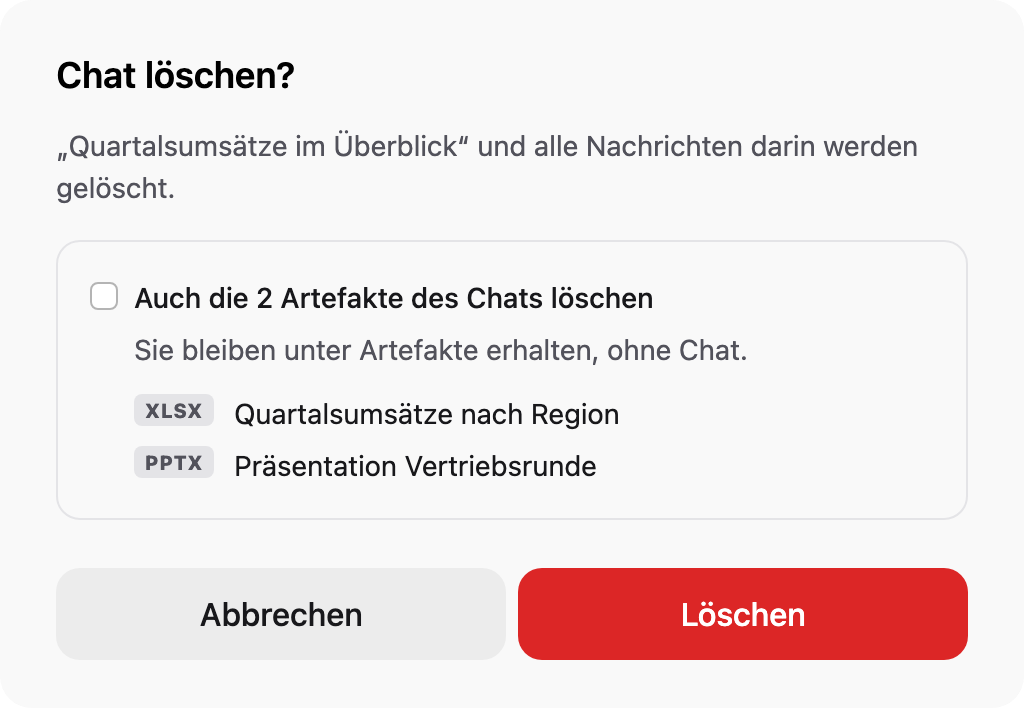 Chat löschen?
„Quartalsumsätze im Überblick“ und alle Nachrichten darin werden
gelöscht.
Auch die 2 Artefakte des Chats löschen
Sie bleiben unter Artefakte erhalten, ohne Chat.
XLSX Quartalsumsätze nach Region
PPTX Präsentation Vertriebsrunde
Abbrechen Löschen